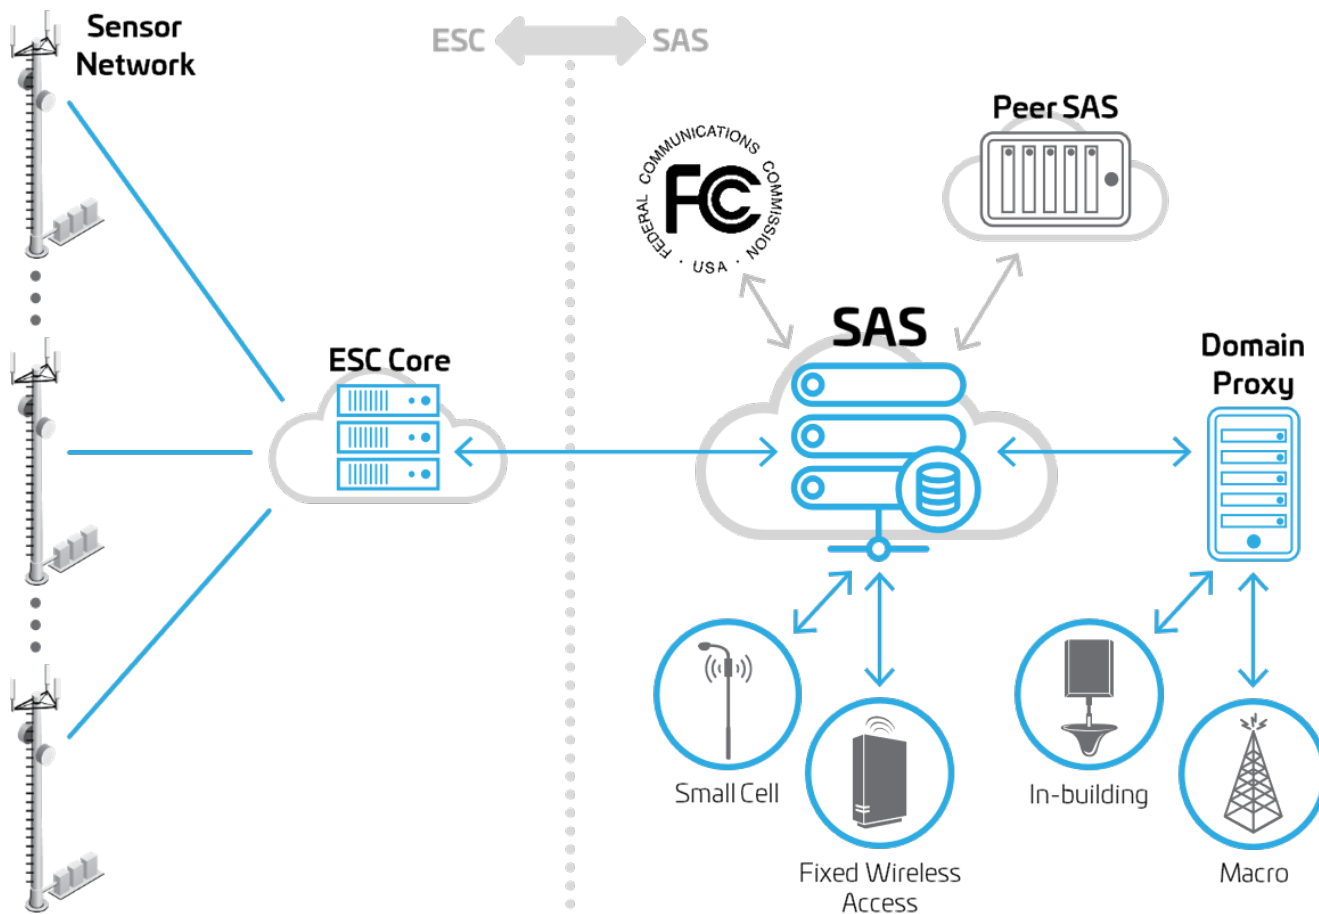 Sensor
Network
ESC
SAS
Peer SAS
FEDERAL COMMUNICATIONS COMMISSION
FCC
· USA ·
SAS
ESC Core
Domain
Proxy
Small Cell
In-building
Fixed Wireless
Access
Macro